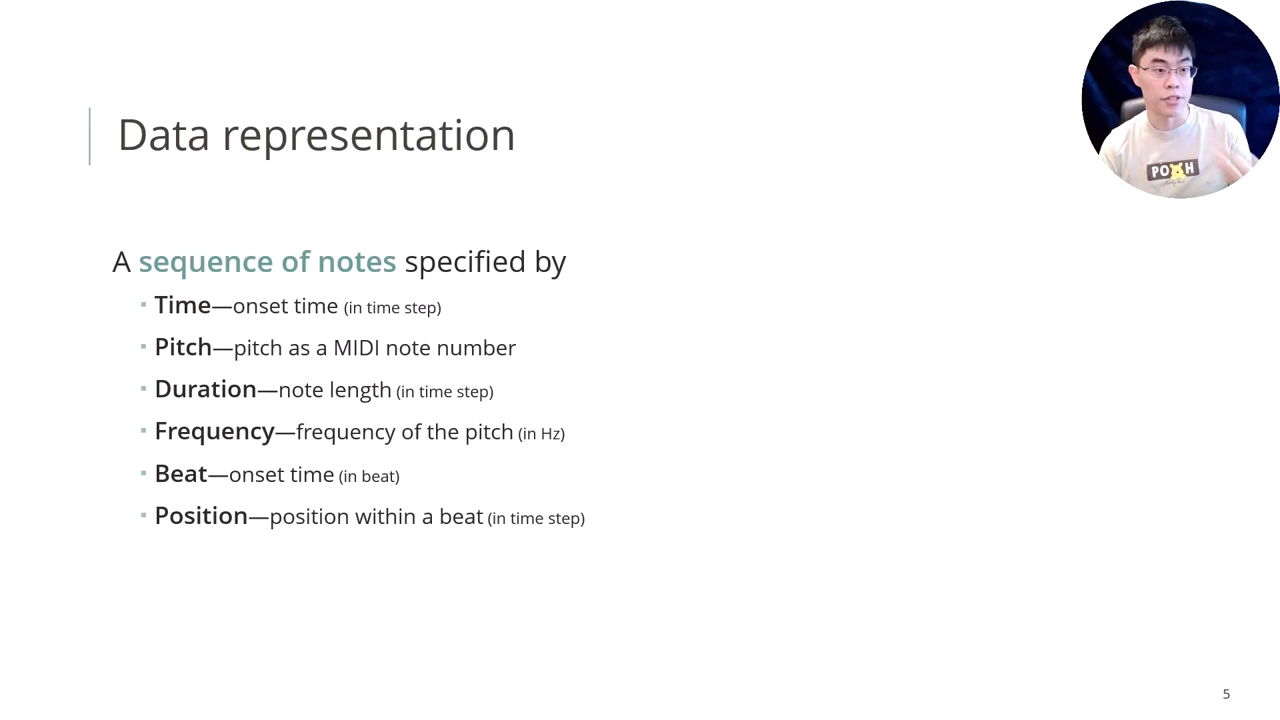 Data representation
A sequence of notes specified by
▪ Time—onset time (in time step)
▪ Pitch—pitch as a MIDI note number
▪ Duration—note length (in time step)
▪ Frequency—frequency of the pitch (in Hz)
▪ Beat—onset time (in beat)
▪ Position—position within a beat (in time step)
5